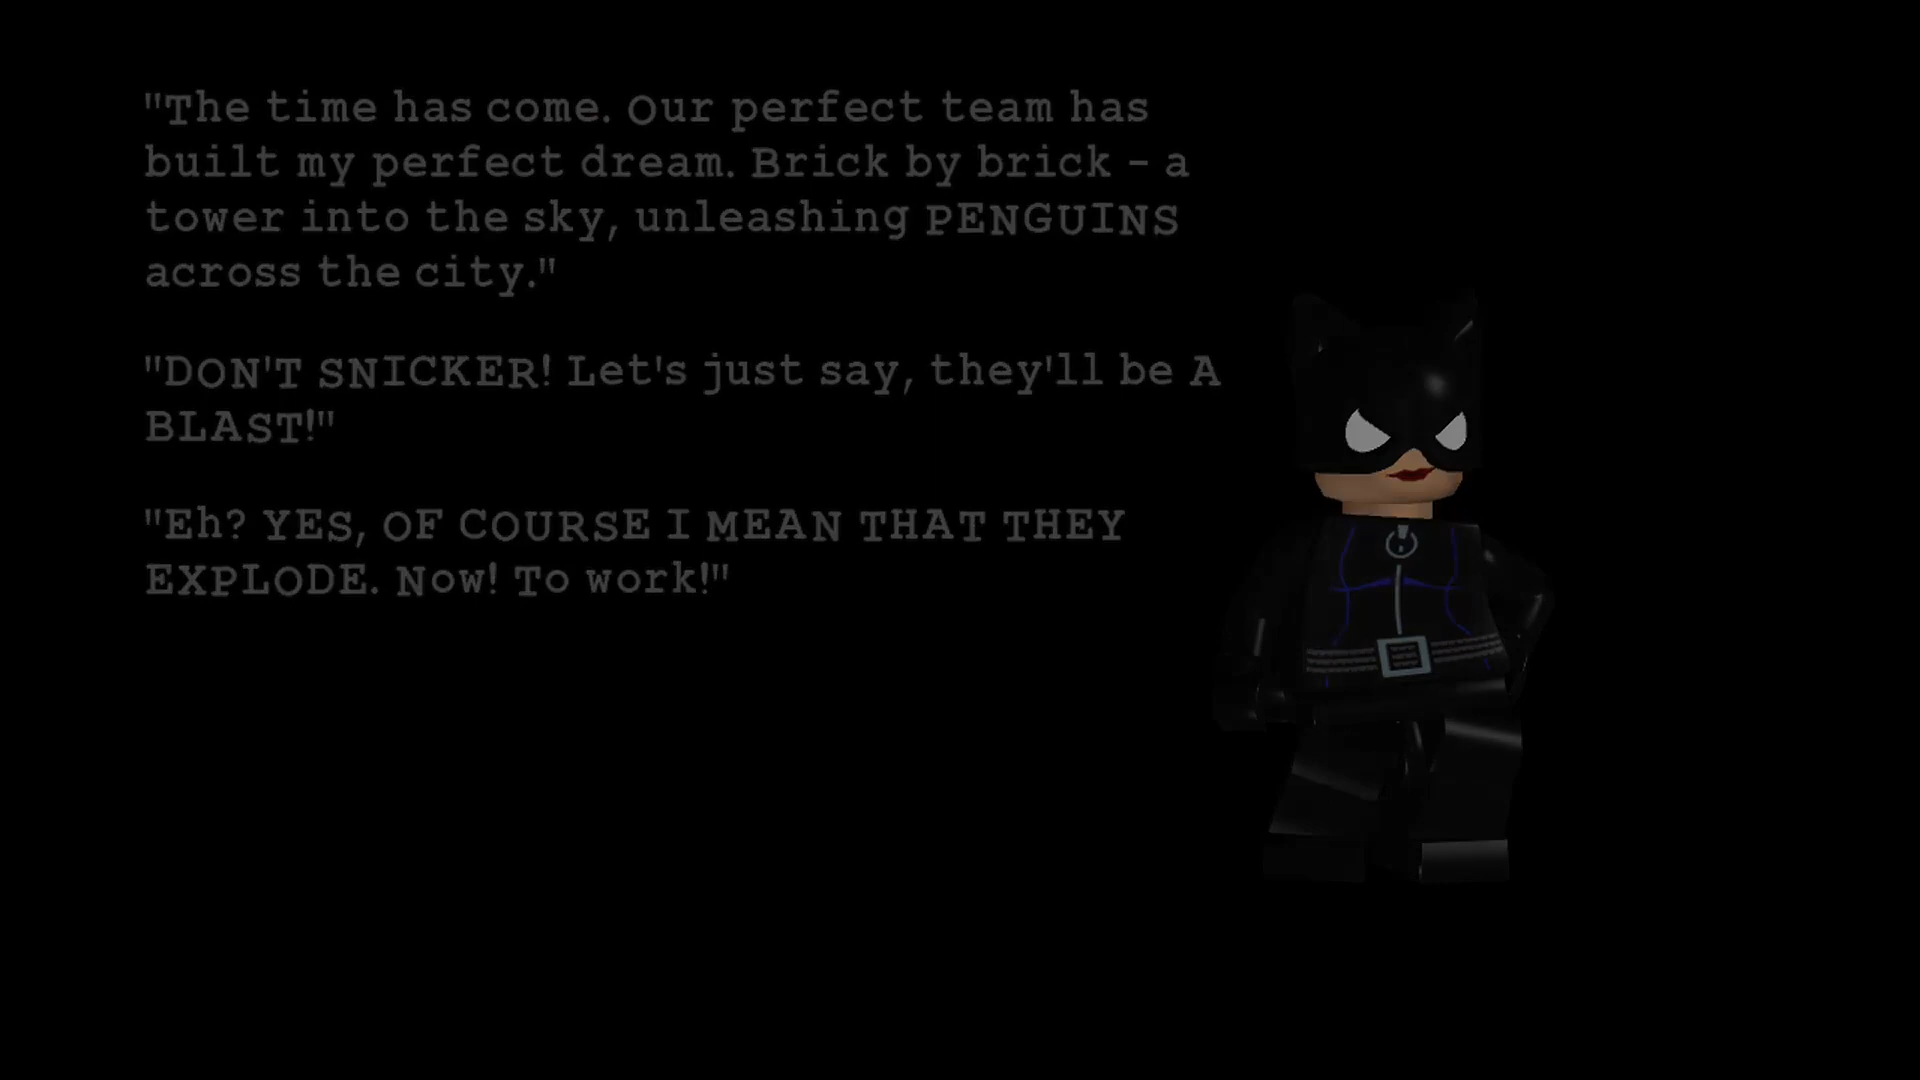 "The time has come. Our perfect team has
built my perfect dream. Brick by brick - a
tower into the sky, unleashing PENGUINS
across the city."
"DON'T SNICKER! Let's just say, they'll be A
BLAST!"
"Eh? YES, OF COURSE I MEAN THAT THEY
EXPLODE. Now! To work!"